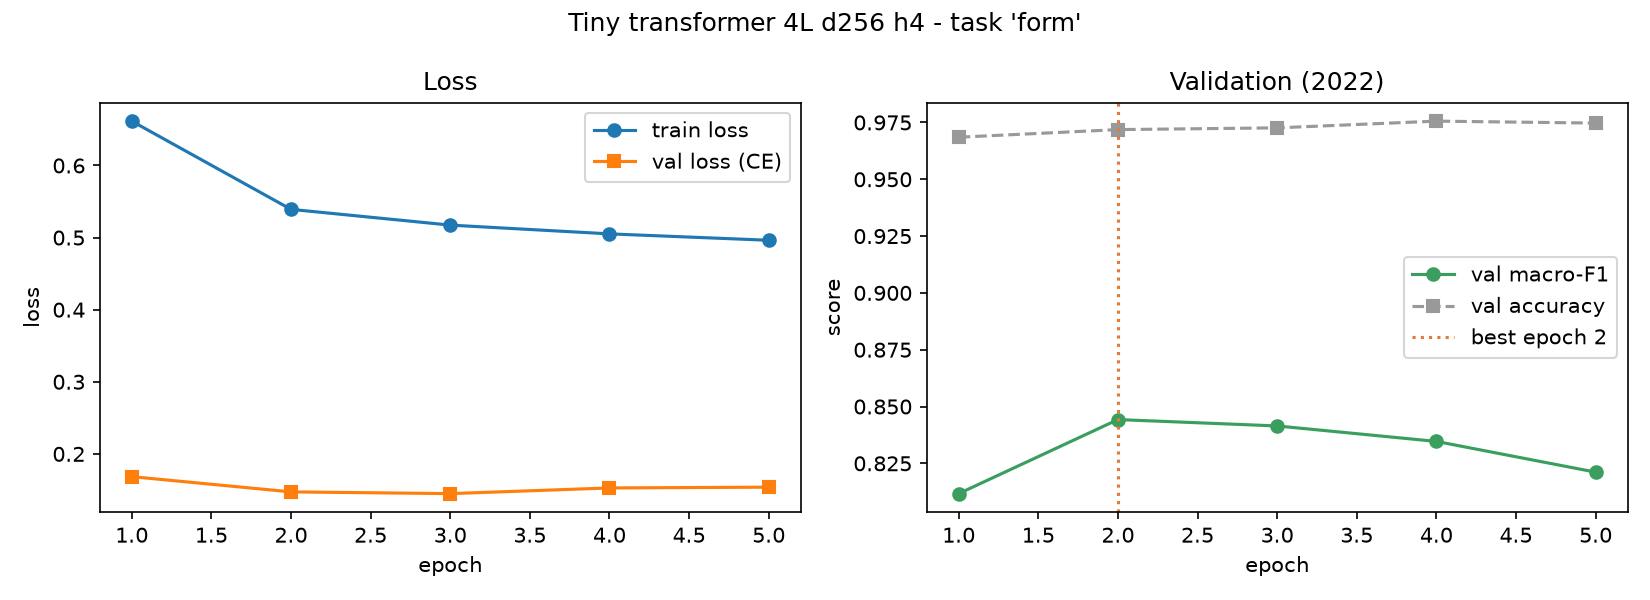 Tiny transformer 4L d256 h4 - task 'form'
Loss
train loss
val loss (CE)
0.6
0.5
0.4
0.3
0.2
loss
1.0 1.5 2.0 2.5 3.0 3.5 4.0 4.5 5.0
epoch
Validation (2022)
0.975
0.950
0.925
0.900
0.875
0.850
0.825
score
val macro-F1
val accuracy
best epoch 2
1.0 1.5 2.0 2.5 3.0 3.5 4.0 4.5 5.0
epoch